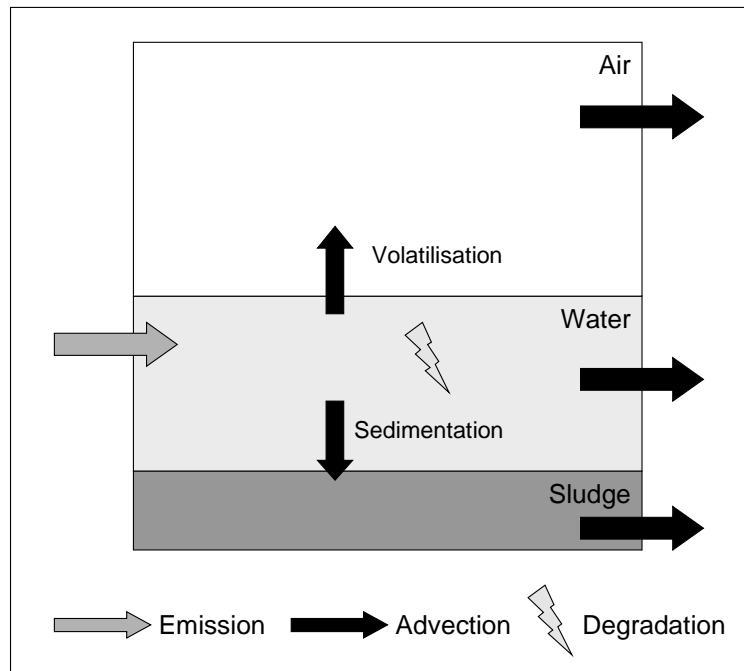 Air
Volatilisation
Water
Sedimentation
Sludge
Emission
Advection
Degradation